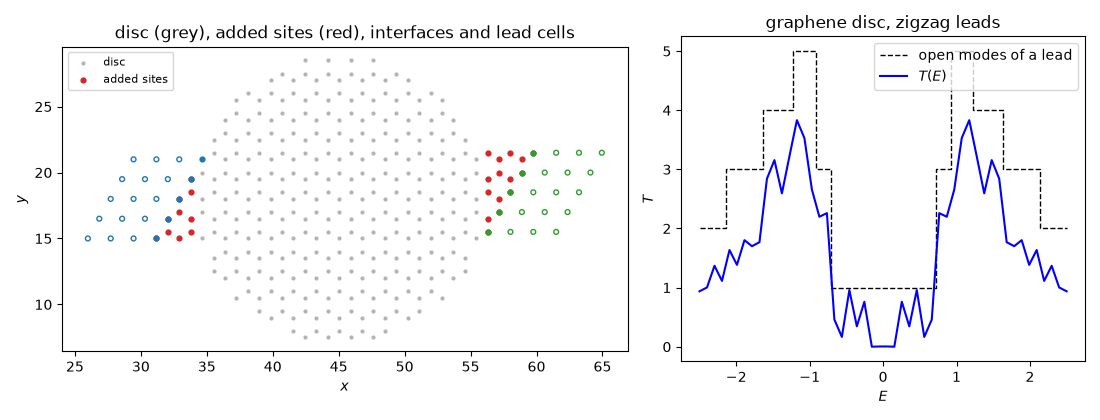 disc (grey), added sites (red), interfaces and lead cells
disc
added sites
25
20
15
10
y
25 30 35 40 45 50 55 60 65
x
graphene disc, zigzag leads
open modes of a lead
T(E)
5
4
3
2
1
0
T
−2 −1 0 1 2
E